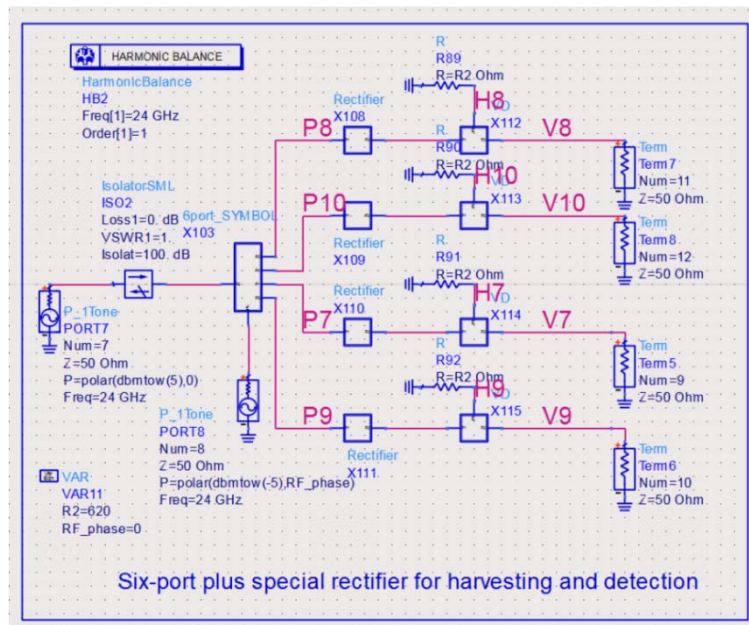 HARMONIC BALANCE
HarmonicBalance
HB2
Freq[1]=24 GHz
Order[1]=1
R
R89
R=R2 Ohm
H8
Rectifier
X108
P8
VD
X112
V8
Term
Term7
Num=11
Z=50 Ohm
R
R90
R=R2 Ohm
H10
P10
VD
X113
V10
Rectifier
X109
Term
Term8
Num=12
Z=50 Ohm
IsolatorSML
ISO2
Loss1=0. dB
VSWR1=1.
Isolat=100. dB
6port_SYMBOL
X103
R
R91
R=R2 Ohm
H7
Rectifier
X110
P7
VD
X114
V7
Term
Term5
Num=9
Z=50 Ohm
P_1Tone
PORT7
Num=7
Z=50 Ohm
P=polar(dbmtow(5),0)
Freq=24 GHz
R
R92
R=R2 Ohm
H9
P9
VD
X115
V9
Rectifier
X111
Term
Term6
Num=10
Z=50 Ohm
P_1Tone
PORT8
Num=8
Z=50 Ohm
P=polar(dbmtow(-5),RF_phase)
Freq=24 GHz
VAR
VAR11
R2=620
RF_phase=0
Six-port plus special rectifier for harvesting and detection